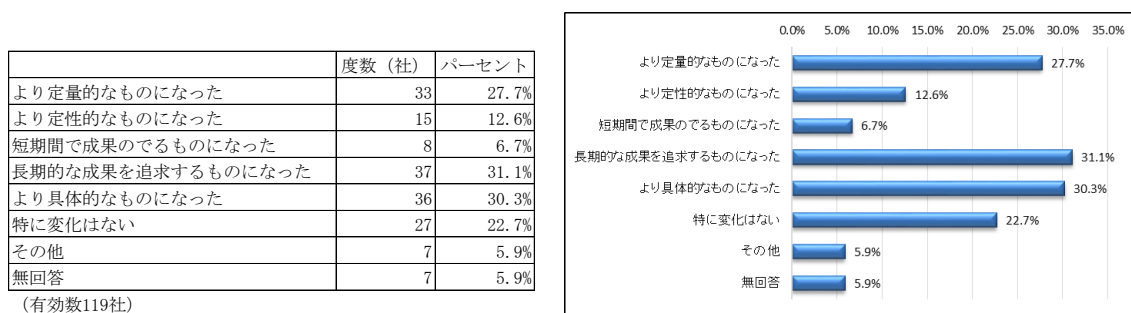 度数（社） パーセント
より定量的なものになった 33 27.7%
より定性的なものになった 15 12.6%
短期間で成果のでるものになった 8 6.7%
長期的な成果を追求するものになった 37 31.1%
より具体的なものになった 36 30.3%
特に変化はない 27 22.7%
その他 7 5.9%
無回答 7 5.9%
（有効数119社）
0.0% 5.0% 10.0% 15.0% 20.0% 25.0% 30.0% 35.0%
より定量的なものになった 27.7%
より定性的なものになった 12.6%
短期間で成果のでるものになった 6.7%
長期的な成果を追求するものになった 31.1%
より具体的なものになった 30.3%
特に変化はない 22.7%
その他 5.9%
無回答 5.9%